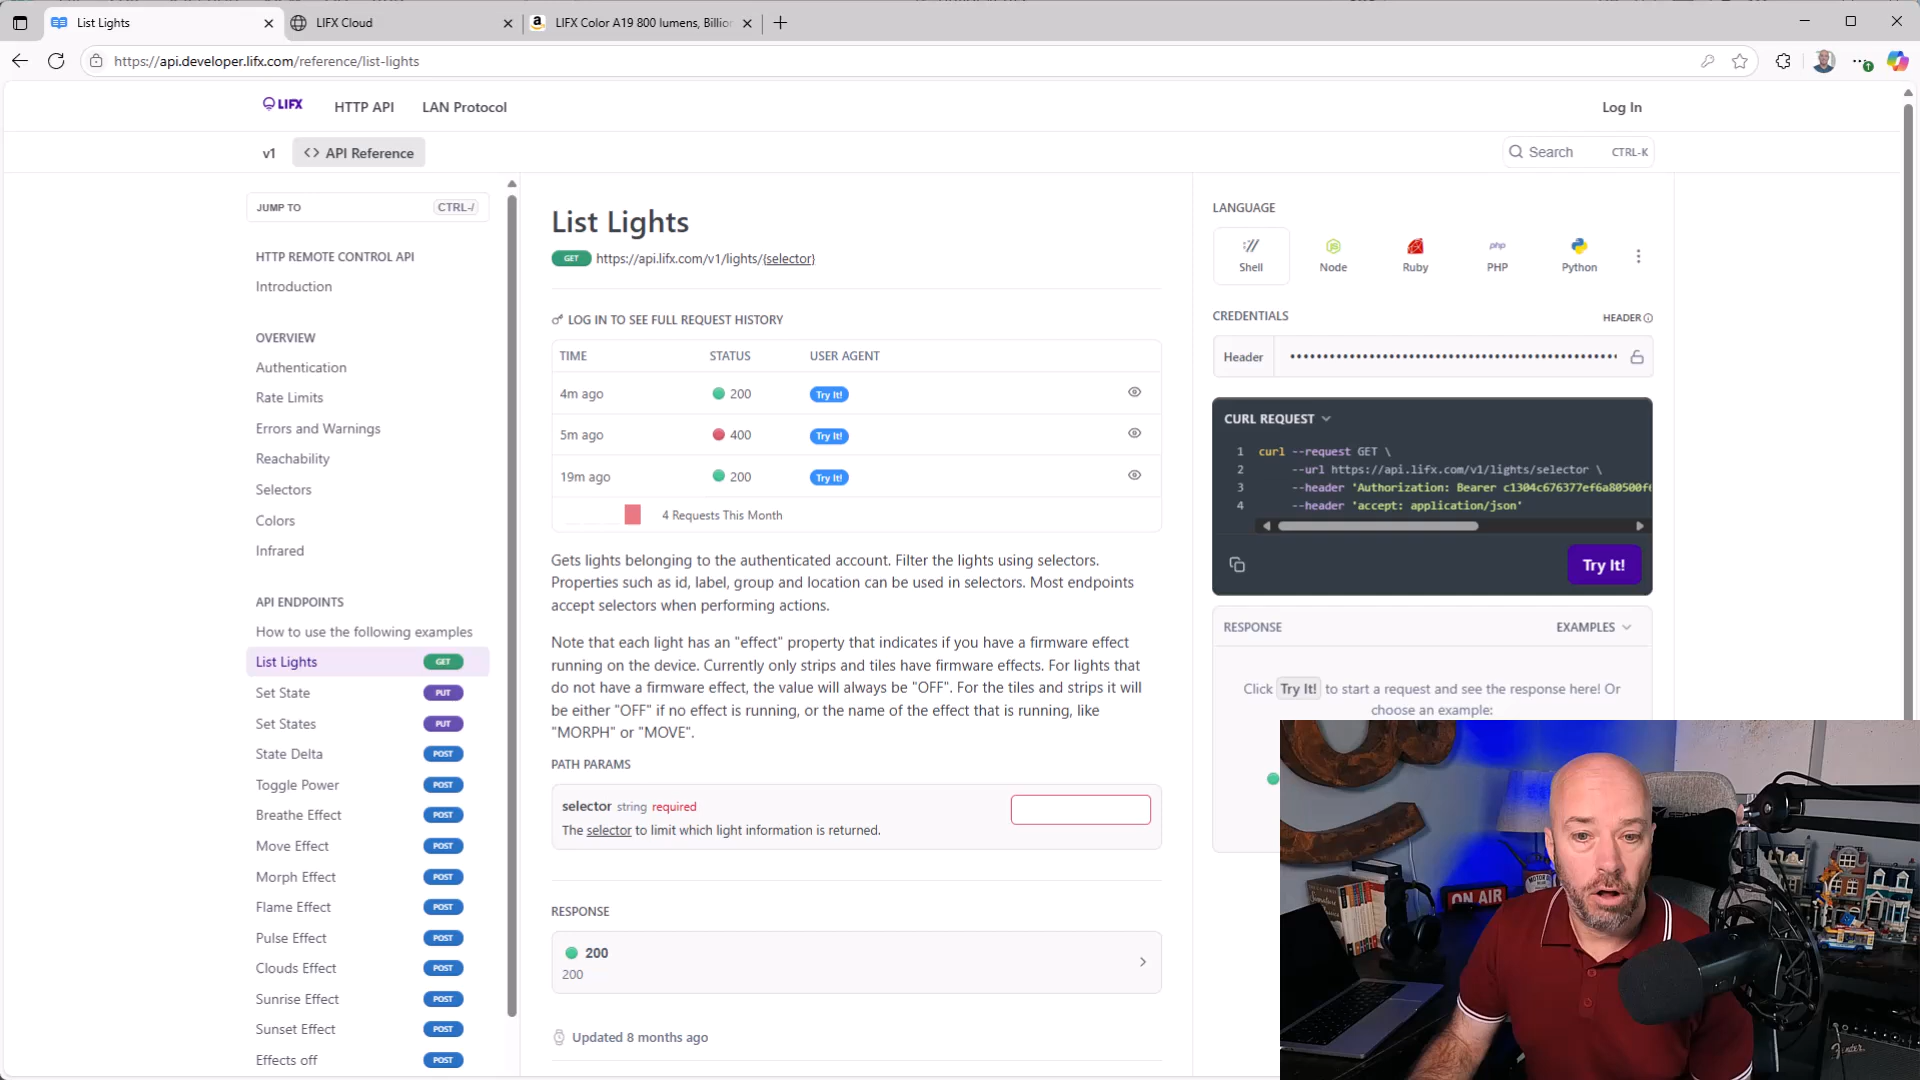 List Lights
LIFX Cloud
LIFX Color A19 800 lumens, Billio
https://api.developer.lifx.com/reference/list-lights
LIFX
HTTP API
LAN Protocol
Log In
v1
<> API Reference
Search
CTRL-K
JUMP TO
CTRL-/
HTTP REMOTE CONTROL API
Introduction
OVERVIEW
Authentication
Rate Limits
Errors and Warnings
Reachability
Selectors
Colors
Infrared
API ENDPOINTS
How to use the following examples
List Lights GET
Set State PUT
Set States PUT
State Delta POST
Toggle Power POST
Breathe Effect POST
Move Effect POST
Morph Effect POST
Flame Effect POST
Pulse Effect POST
Clouds Effect POST
Sunrise Effect POST
Sunset Effect POST
Effects off POST
List Lights
GET https://api.lifx.com/v1/lights/{selector}
LOG IN TO SEE FULL REQUEST HISTORY
TIME STATUS USER AGENT
4m ago 200 Try It!
5m ago 400 Try It!
19m ago 200 Try It!
4 Requests This Month
Gets lights belonging to the authenticated account. Filter the lights using selectors.
Properties such as id, label, group and location can be used in selectors. Most endpoints
accept selectors when performing actions.
Note that each light has an "effect" property that indicates if you have a firmware effect
running on the device. Currently only strips and tiles have firmware effects. For lights that
do not have a firmware effect, the value will always be "OFF". For the tiles and strips it will
be either "OFF" if no effect is running, or the name of the effect that is running, like
"MORPH" or "MOVE".
PATH PARAMS
selector string required
The selector to limit which light information is returned.
RESPONSE
200
200
Updated 8 months ago
LANGUAGE
Shell
Node
Ruby
php
PHP
Python
CREDENTIALS
HEADER
Header
CURL REQUEST
1 curl --request GET \
2 --url https://api.lifx.com/v1/lights/selector \
3 --header 'Authorization: Bearer c1304c676377ef6a80500f
4 --header 'accept: application/json'
Try It!
RESPONSE
EXAMPLES
Click Try It! to start a request and see the response here! Or
choose an example:
ON AIR
Fender